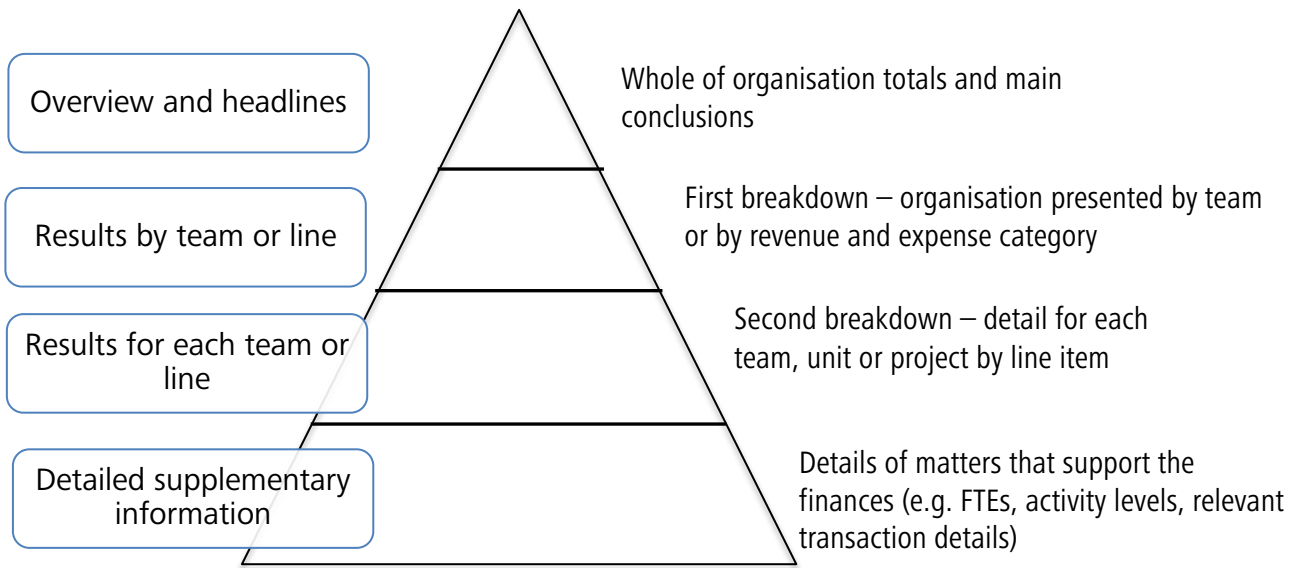 Overview and headlines
Whole of organisation totals and main
conclusions
Results by team or line
First breakdown – organisation presented by team
or by revenue and expense category
Results for each team or
line
Second breakdown – detail for each
team, unit or project by line item
Detailed supplementary
information
Details of matters that support the
finances (e.g. FTEs, activity levels, relevant
transaction details)